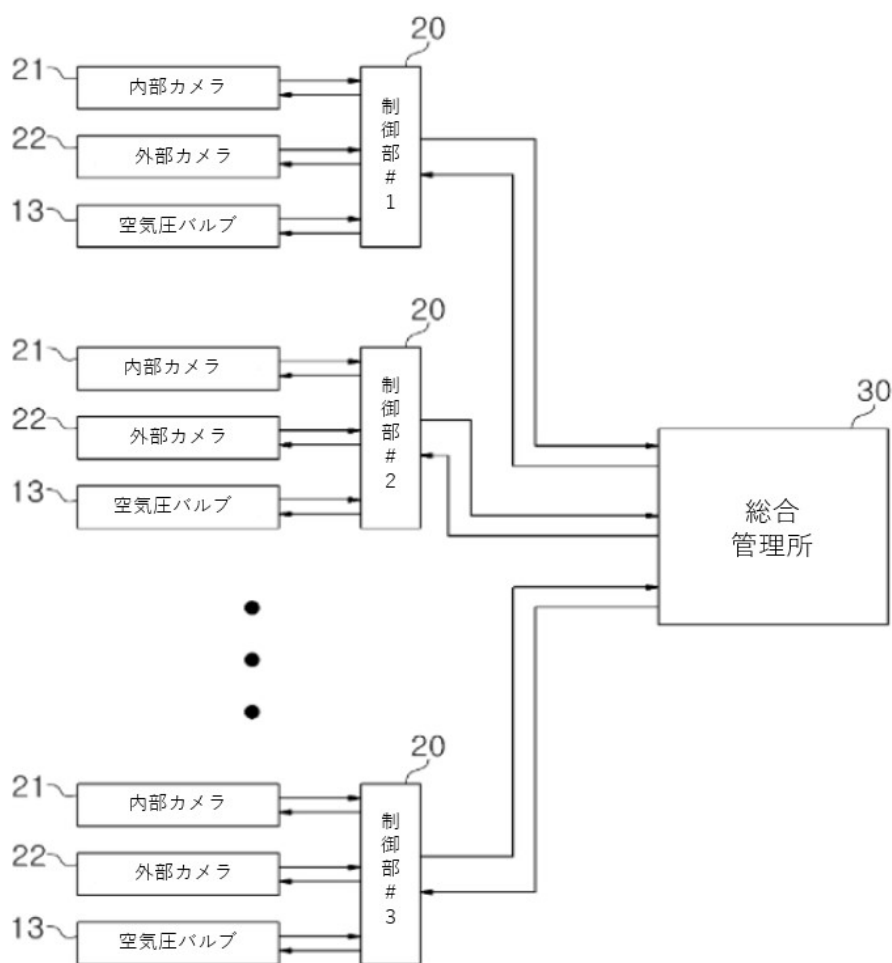 20
21
内部カメラ
22
外部カメラ
13
空気圧バルブ
制御部#1
20
21
内部カメラ
22
外部カメラ
13
空気圧バルブ
制御部#2
30
総合
管理所
20
21
内部カメラ
22
外部カメラ
13
空気圧バルブ
制御部#3